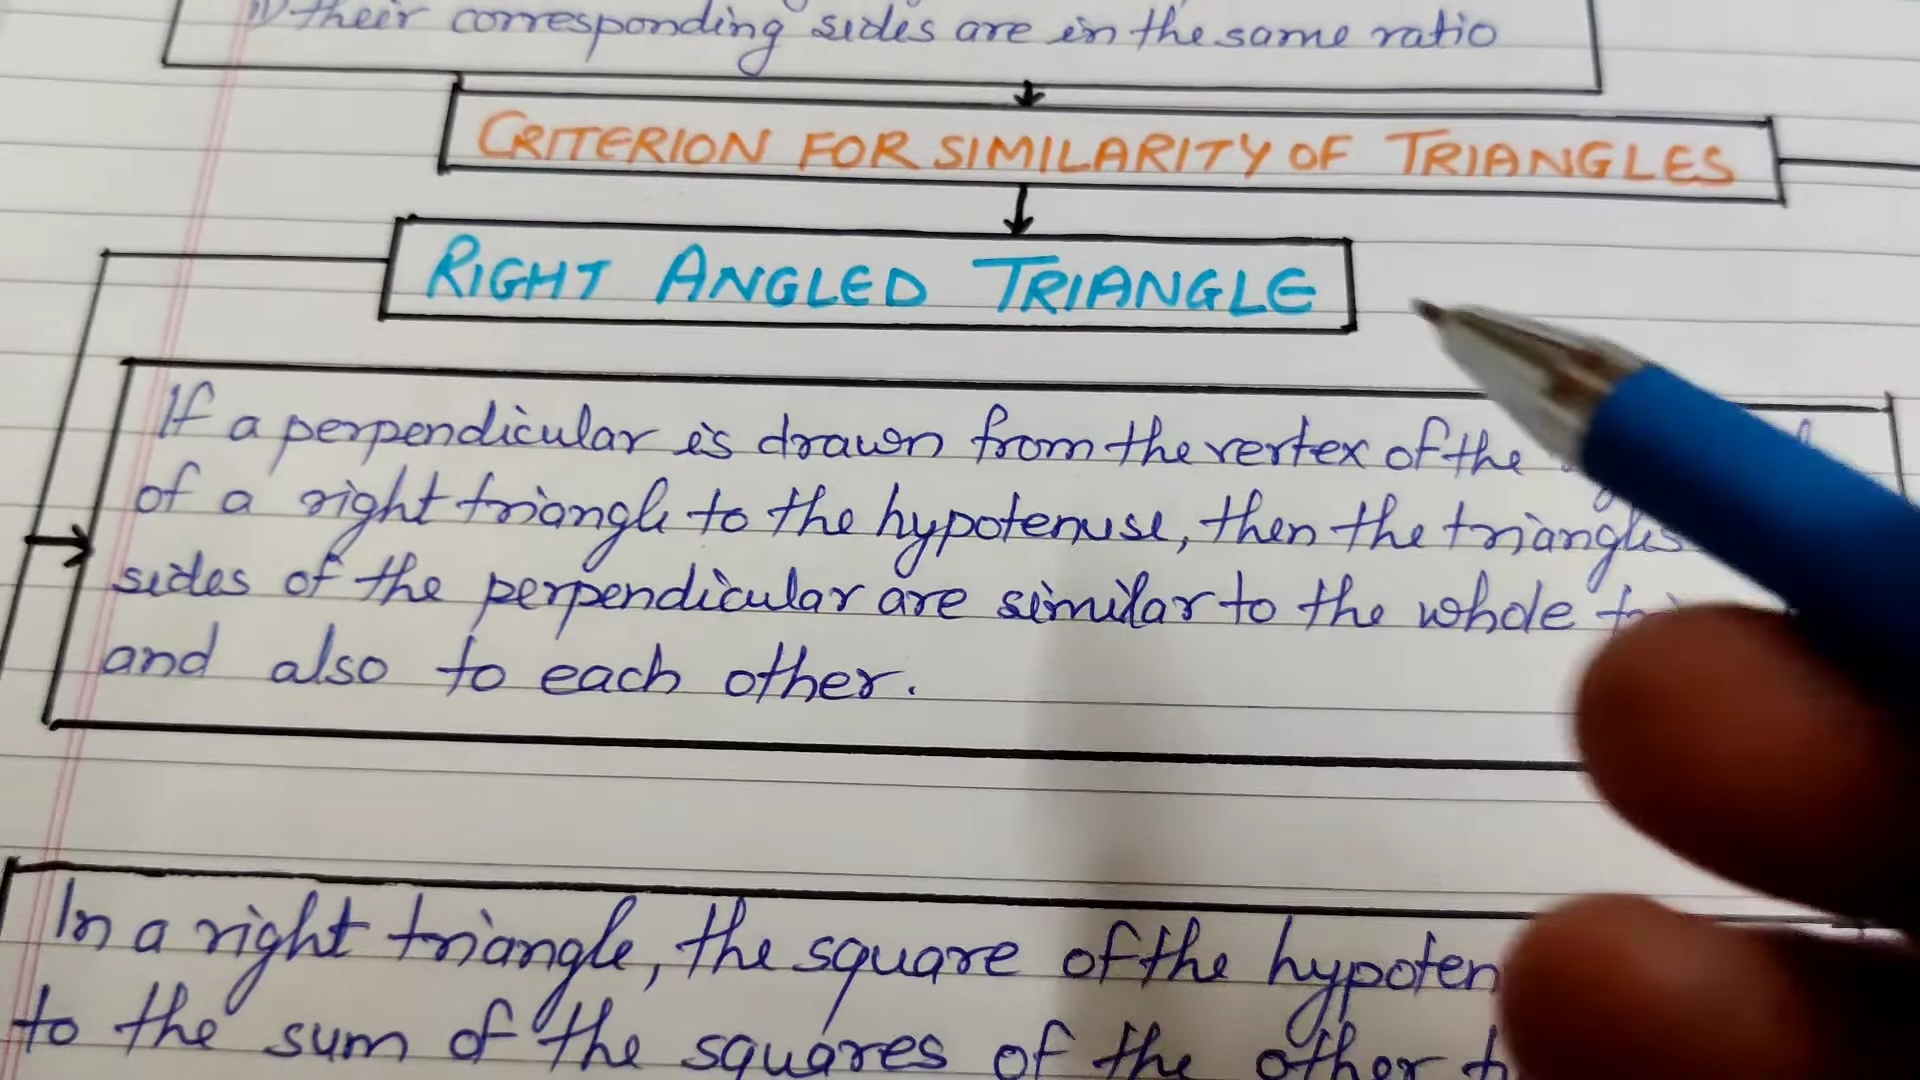 ii) their corresponding sides are in the same ratio
CRITERION FOR SIMILARITY OF TRIANGLES
RIGHT ANGLED TRIANGLE
If a perpendicular is drawn from the vertex of the
of a right triangle to the hypotenuse, then the triangles
sides of the perpendicular are similar to the whole
and also to each other.
In a right triangle, the square of the hypoten
to the sum of the squares of the other